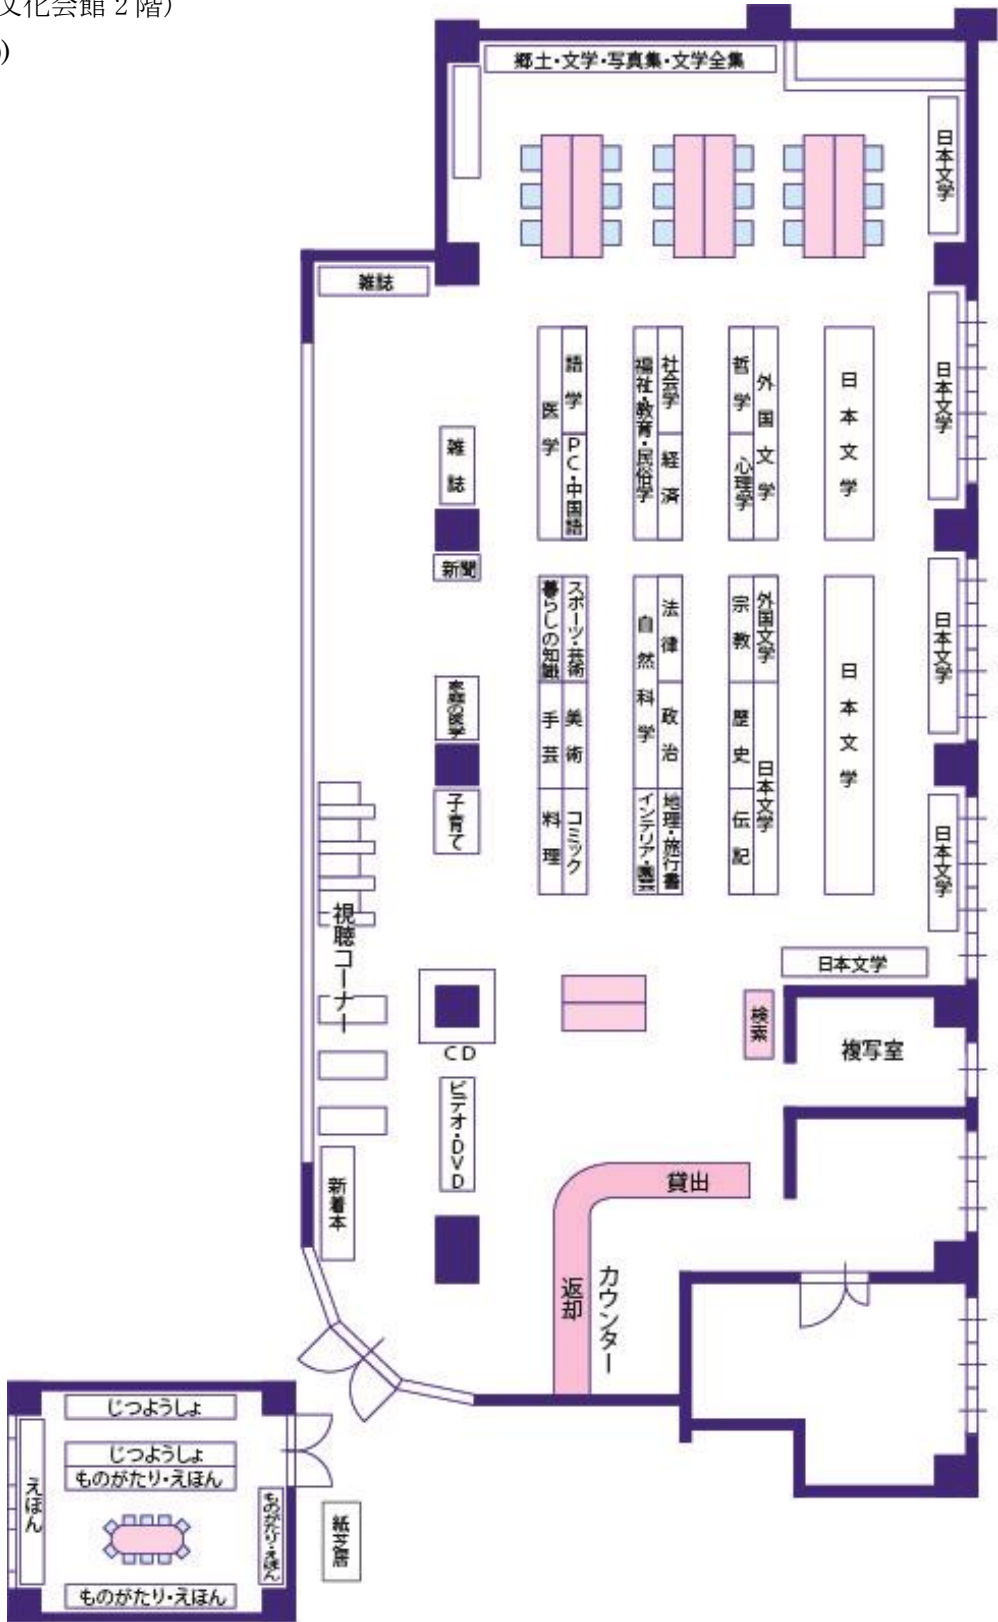 文化会館２階)
)
郷土・文学・写真集・文学全集
日本文学
雑誌
日本文学
語学
医学
PC・中国語
社会学
福祉・教育・民俗学
経済
哲学
外国文学
心理学
日本文学
雑誌
新聞
日本文学
スポーツ・芸術
暮らしの知識
美術
手芸
コミック
料理
法律
自然科学
政治
地理・旅行書
インテリア・園芸
外国文学
宗教
歴史
日本文学
伝記
日本文学
家庭の医学
子育て
日本文学
視聴コーナー
日本文学
検索
複写室
CD
ビデオ・DVD
新着本
貸出
返却
カウンター
じつようしょ
じつようしょ
ものがたり・えほん
えほん
ものがたり・えほん
ものがたり・えほん
紙芝居